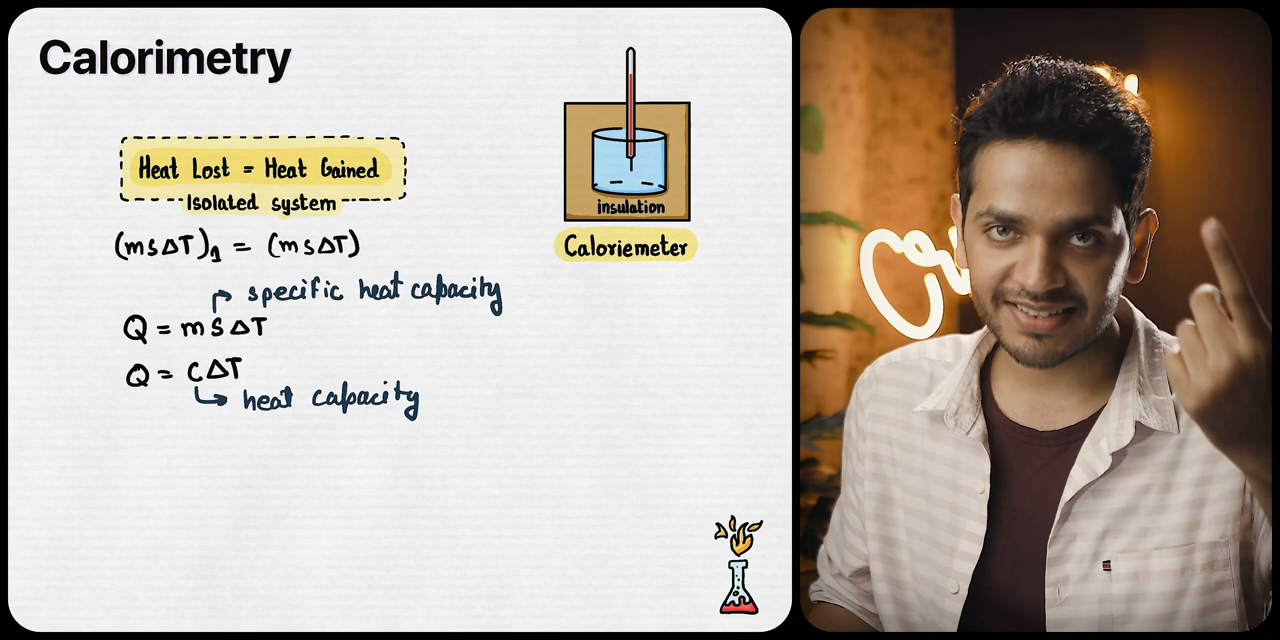 Calorimetry
Heat Lost = Heat Gained
Isolated system
(msΔT)₁ = (msΔT)
specific heat capacity
Q = msΔT
Q = CΔT
heat capacity
insulation
Caloriemeter